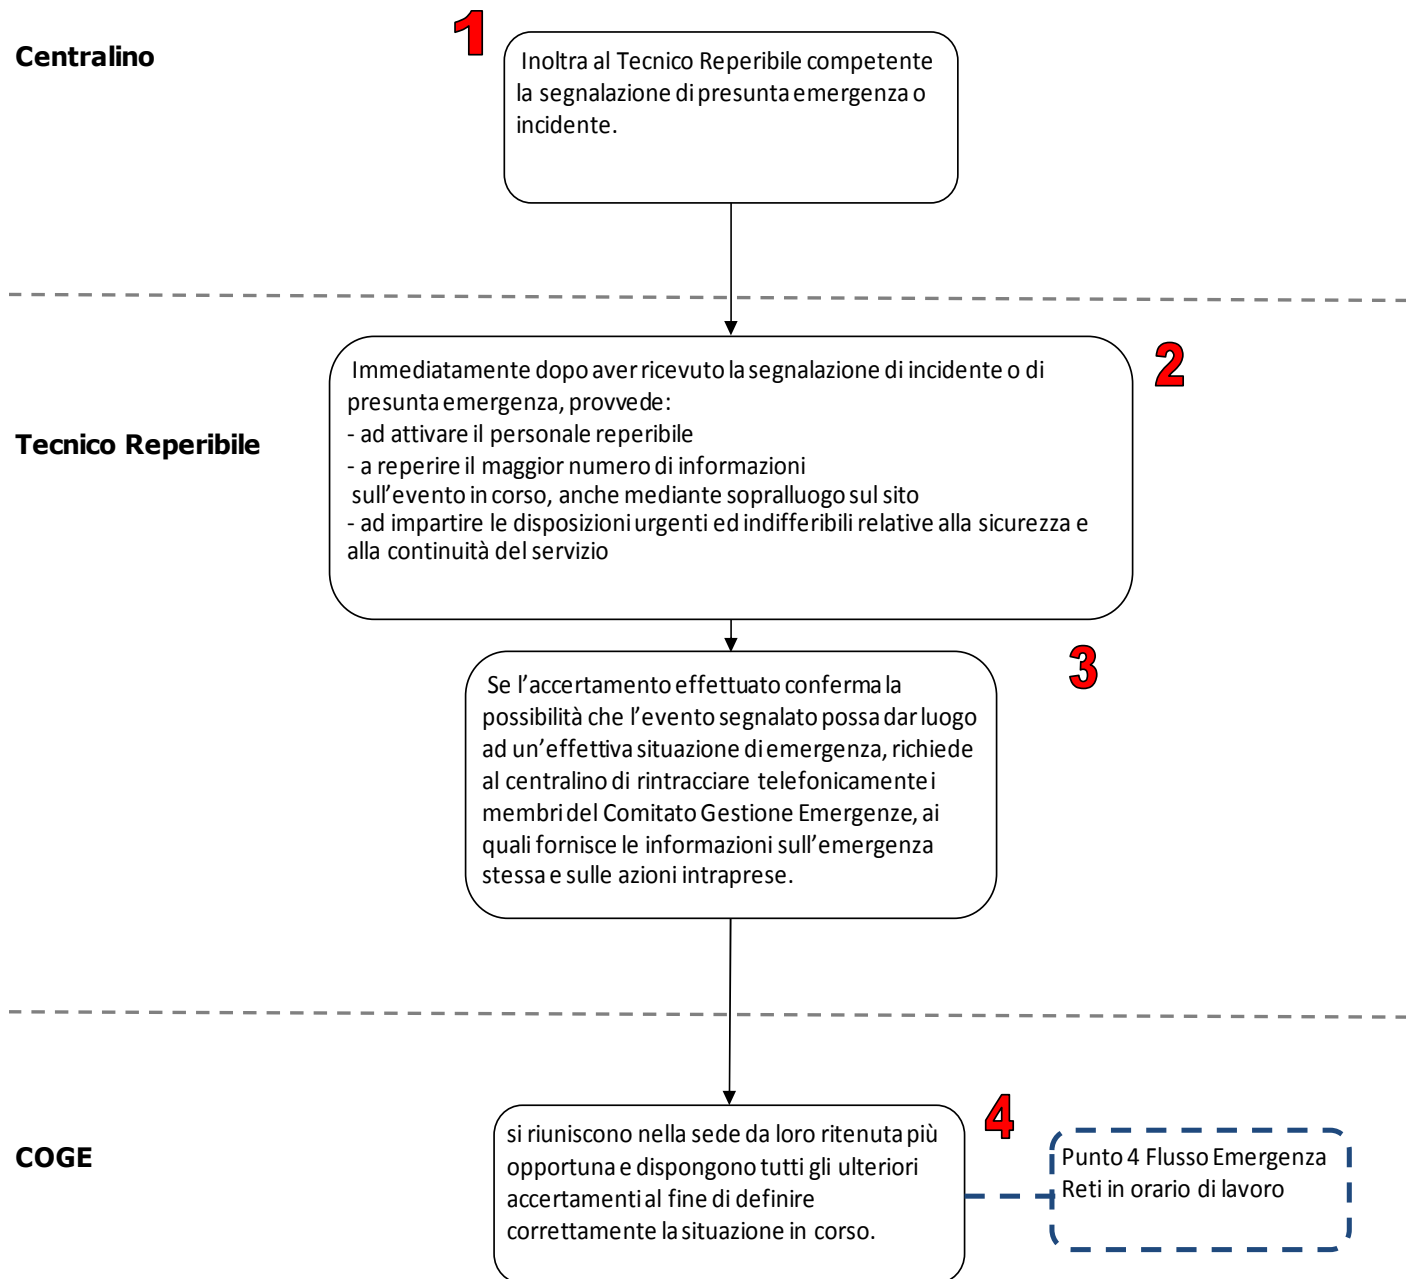 Centralino
1
Inoltra al Tecnico Reperibile competente
la segnalazione di presunta emergenza o
incidente.
2
Tecnico Reperibile
Immediatamente dopo aver ricevuto la segnalazione di incidente o di
presunta emergenza, provvede:
- ad attivare il personale reperibile
- a reperire il maggior numero di informazioni
sull'evento in corso, anche mediante sopralluogo sul sito
- ad impartire le disposizioni urgenti ed indifferibili relative alla sicurezza e
alla continuità del servizio
3
Se l'accertamento effettuato conferma la
possibilità che l'evento segnalato possa dar luogo
ad un'effettiva situazione di emergenza, richiede
al centralino di rintracciare telefonicamente i
membri del Comitato Gestione Emergenze, ai
quali fornisce le informazioni sull'emergenza
stessa e sulle azioni intraprese.
COGE
4
si riuniscono nella sede da loro ritenuta più
opportuna e dispongono tutti gli ulteriori
accertamenti al fine di definire
correttamente la situazione in corso.
Punto 4 Flusso Emergenza
Reti in orario di lavoro